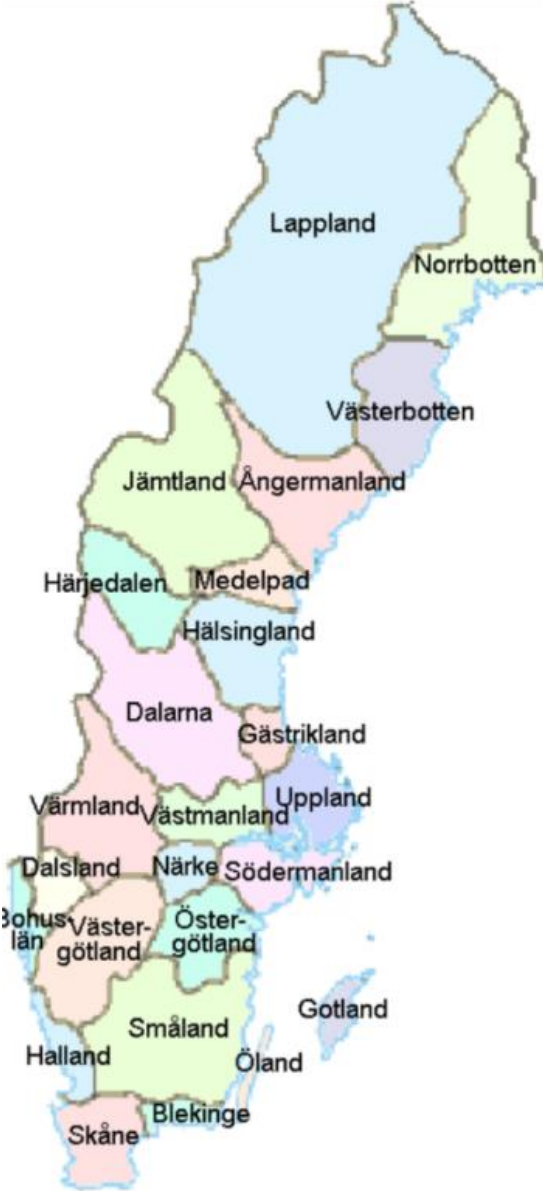 Lappland
Norrbotten
Västerbotten
Jämtland
Ångermanland
Härjedalen
Medelpad
Hälsingland
Dalarna
Gästrikland
Värmland
Västmanland
Uppland
Dalsland
Närke
Södermanland
Bohus-
län
Väster-
götland
Öster-
götland
Gotland
Småland
Halland
Öland
Blekinge
Skåne